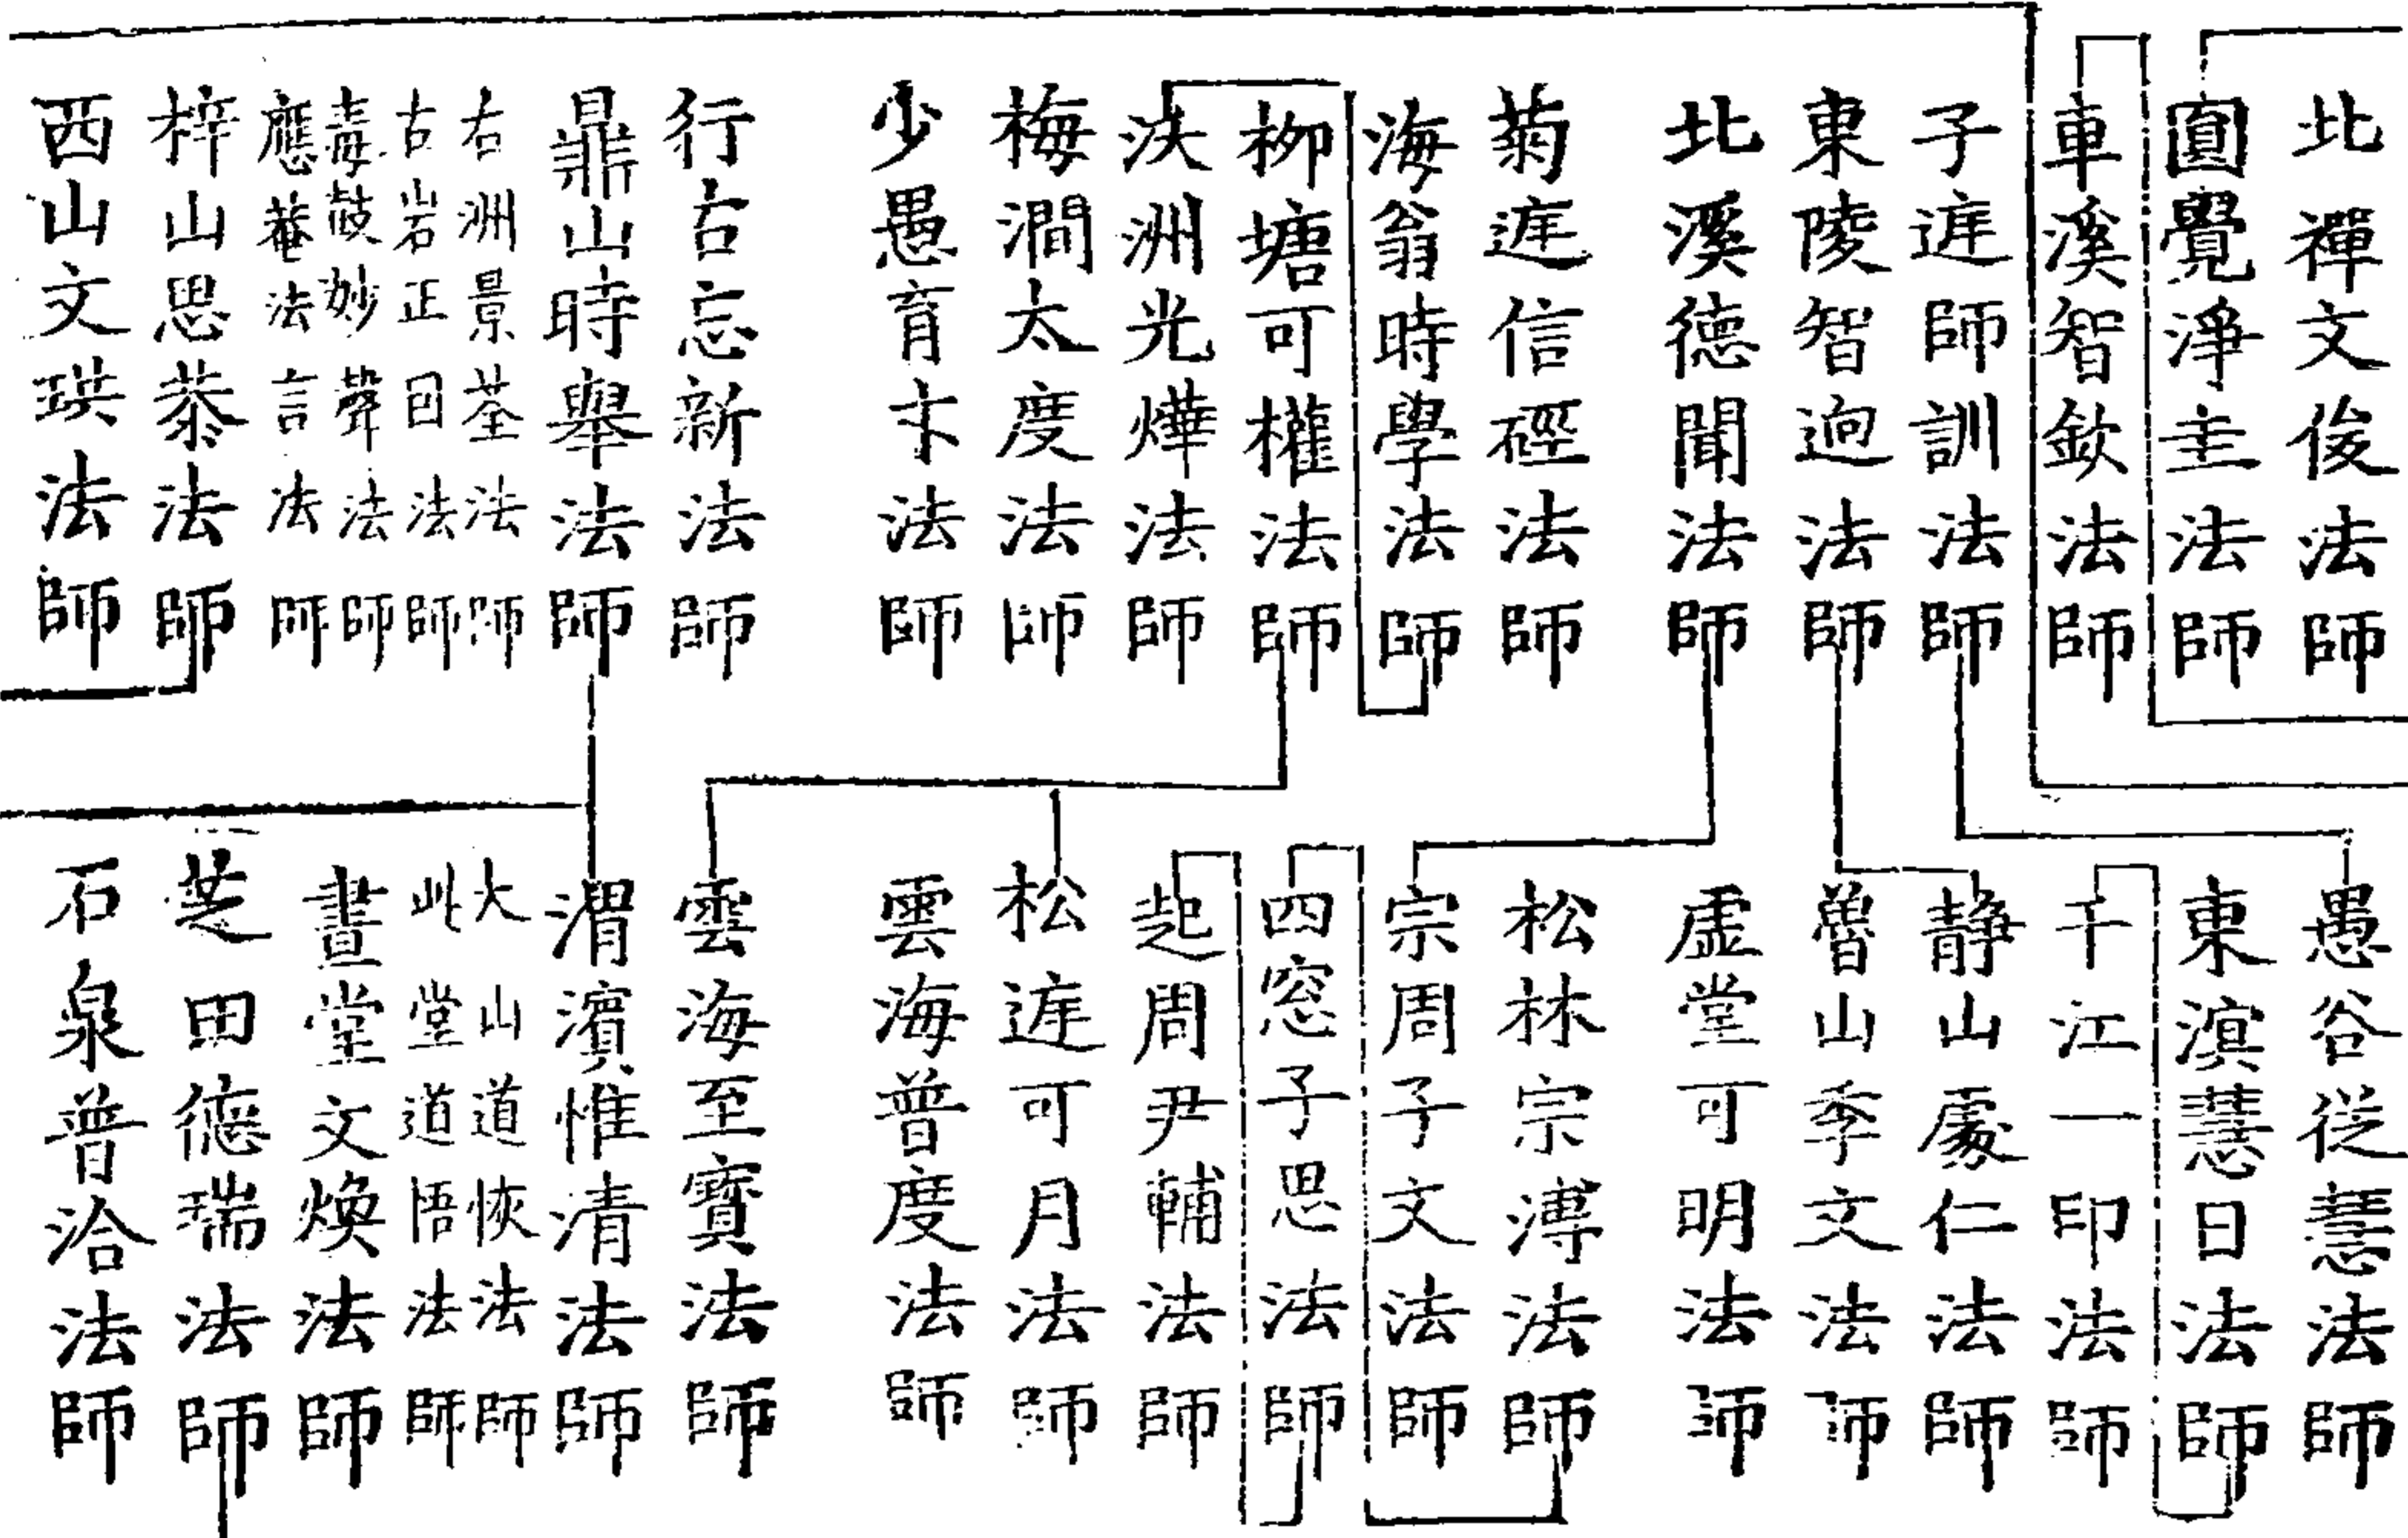 北禪文俊法師
圓覺淨圭法師
車溪智欽法師
子遟師訓法師
東陵智迥法師
北溪德聞法師
菊遟信硜法師
海翁時學法師
柳塘可權法師
洣洲光燁法師
梅澗太度法師
少愚育卞法師
行古忘新法師
鼎山時舉法師
右洲景荃法師
古岩正因法師
毒鼓妙聲法師
應菴法言法師
梓山思恭法師
西山文珙法師
愚谷從慧法師
東溟慧日法師
千江一印法師
靜山處仁法師
魯山季文法師
虛堂可明法師
松林宗溥法師
宗周子文法師
四窓子思法師
起周尹輔法師
松遟可月法師
雲海普度法師
雲海至寶法師
渭濱惟清法師
大山道恢法師
此堂道悟法師
晝堂文煥法師
芝田德瑞法師
石泉普洽法師